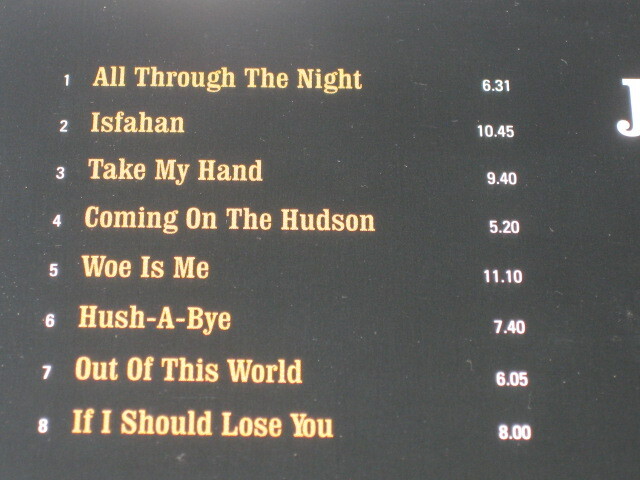 1 All Through The Night 6.31
2 Isfahan 10.45
3 Take My Hand 9.40
4 Coming On The Hudson 5.20
5 Woe Is Me 11.10
6 Hush-A-Bye 7.40
7 Out Of This World 6.05
8 If I Should Lose You 8.00
J